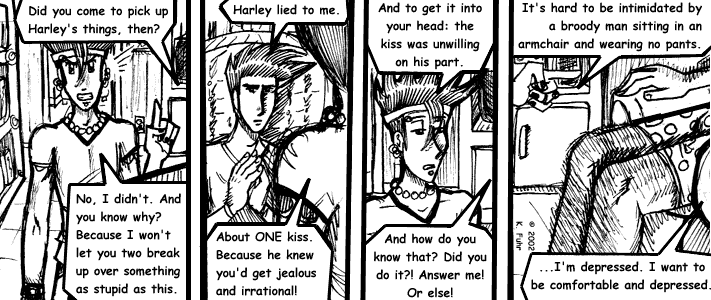 Did you come to pick up
Harley's things, then?
No, I didn't. And
you know why?
Because I won't
let you two break
up over something
as stupid as this.
Harley lied to me.
About ONE kiss.
Because he knew
you'd get jealous
and irrational!
And to get it into
your head: the
kiss was unwilling
on his part.
And how do you
know that? Did you
do it?! Answer me!
Or else!
It's hard to be intimidated by
a broody man sitting in an
armchair and wearing no pants.
...I'm depressed. I want to
be comfortable and depressed.
© 2002
K. Fuhr